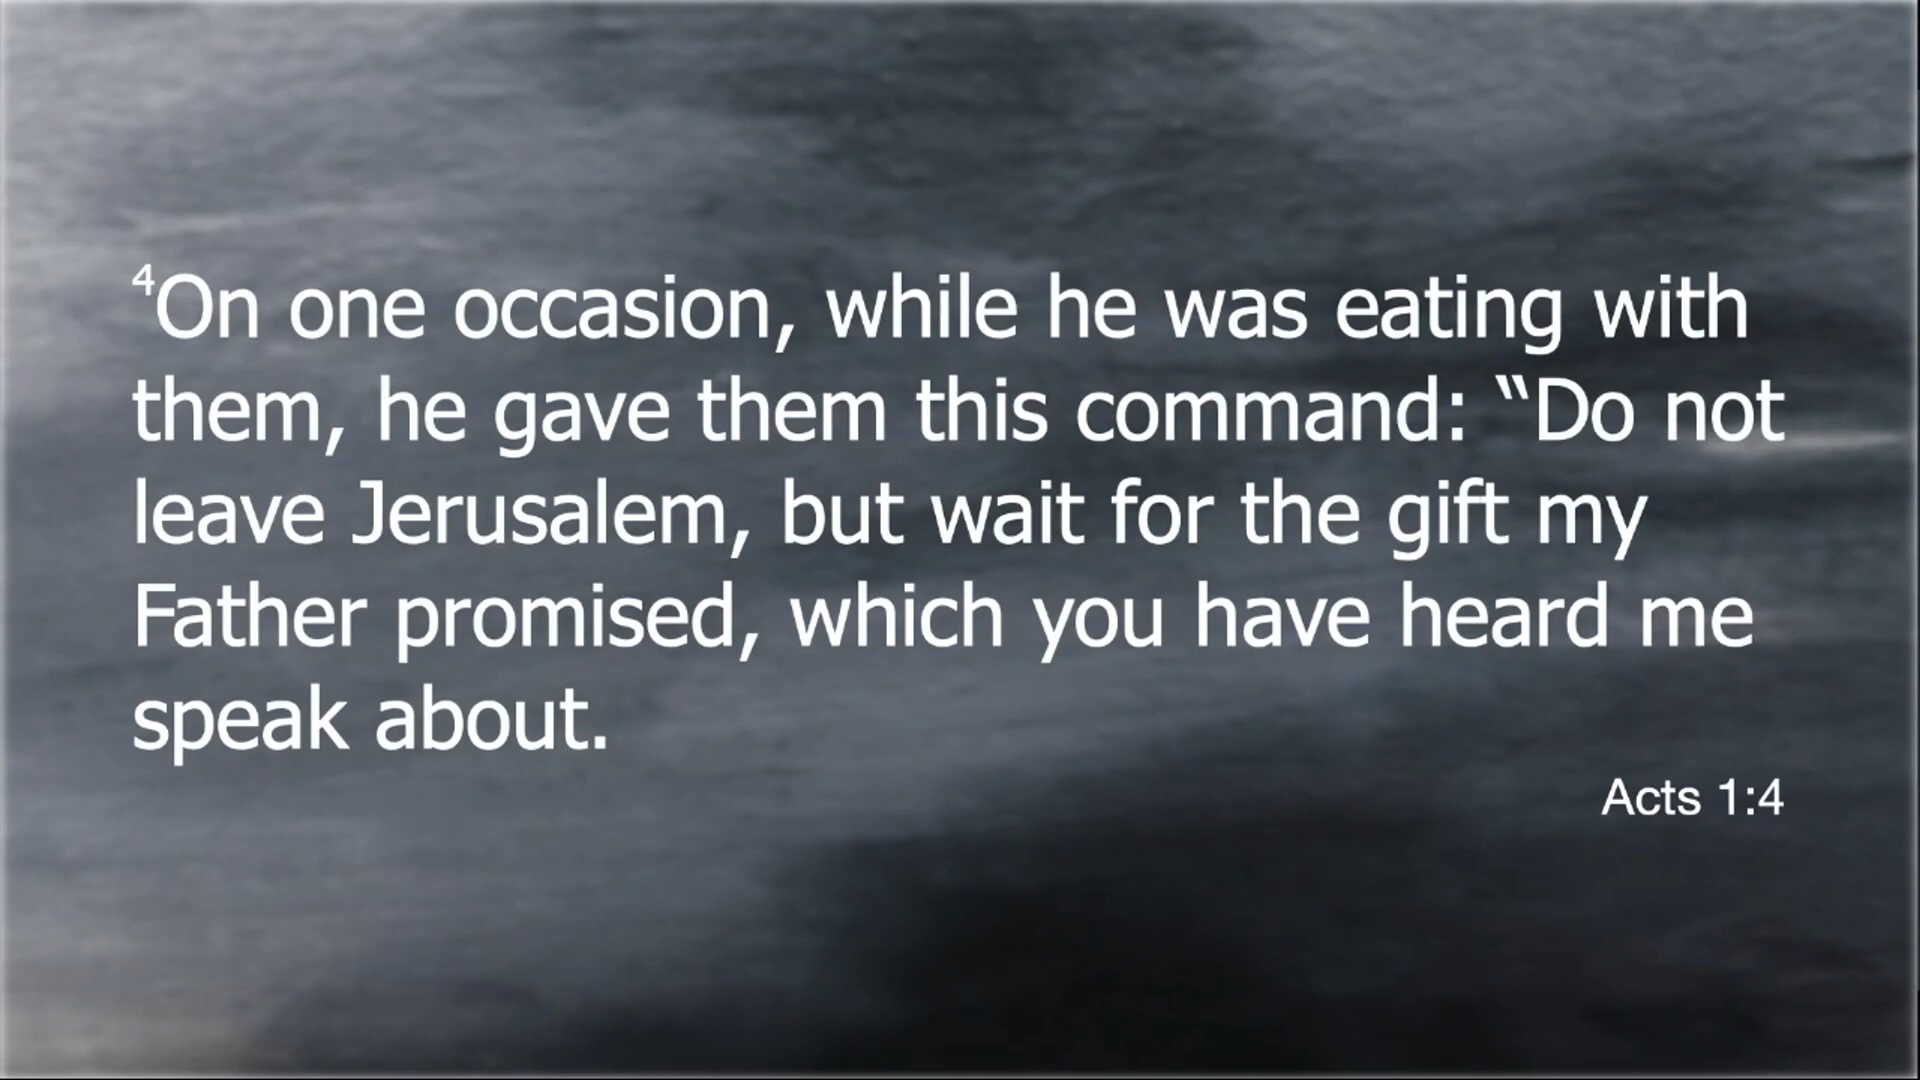 ⁴On one occasion, while he was eating with
them, he gave them this command: “Do not
leave Jerusalem, but wait for the gift my
Father promised, which you have heard me
speak about.
Acts 1:4